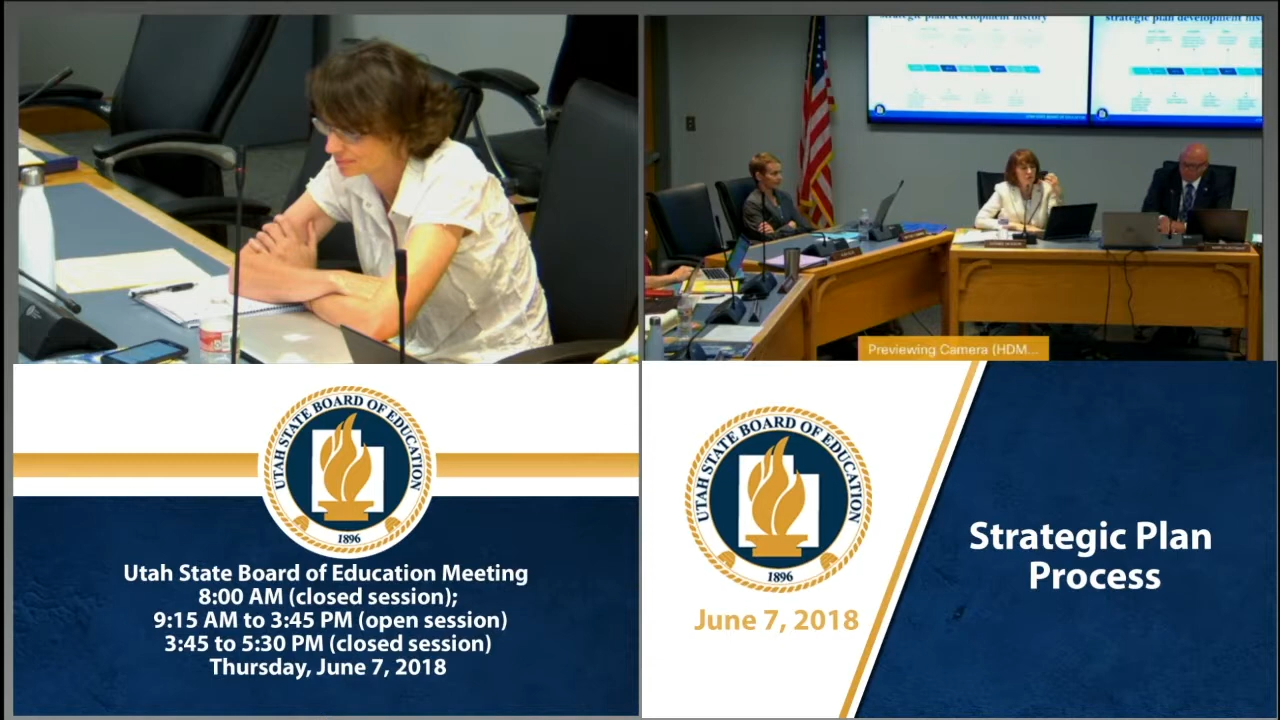 strategic plan development history
strategic plan development his
Previewing Camera (HDM...
UTAH STATE BOARD OF EDUCATION
1896
Utah State Board of Education Meeting
8:00 AM (closed session);
9:15 AM to 3:45 PM (open session)
3:45 to 5:30 PM (closed session)
Thursday, June 7, 2018
UTAH STATE BOARD OF EDUCATION
1896
June 7, 2018
Strategic Plan
Process